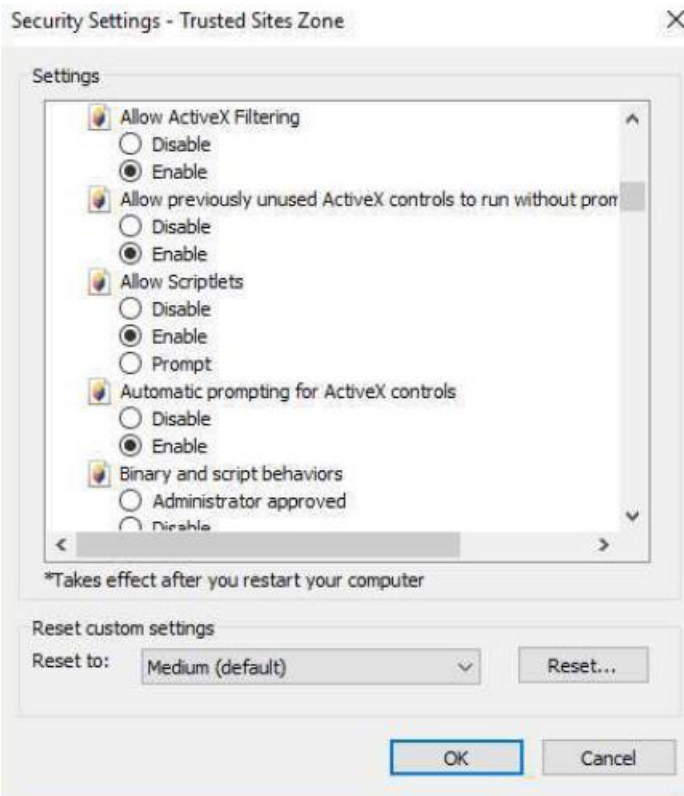 Security Settings - Trusted Sites Zone
Settings
Allow ActiveX Filtering
Disable
Enable
Allow previously unused ActiveX controls to run without prom
Disable
Enable
Allow Scriptlets
Disable
Enable
Prompt
Automatic prompting for ActiveX controls
Disable
Enable
Binary and script behaviors
Administrator approved
Disable
*Takes effect after you restart your computer
Reset custom settings
Reset to:
Medium (default)
Reset...
OK
Cancel